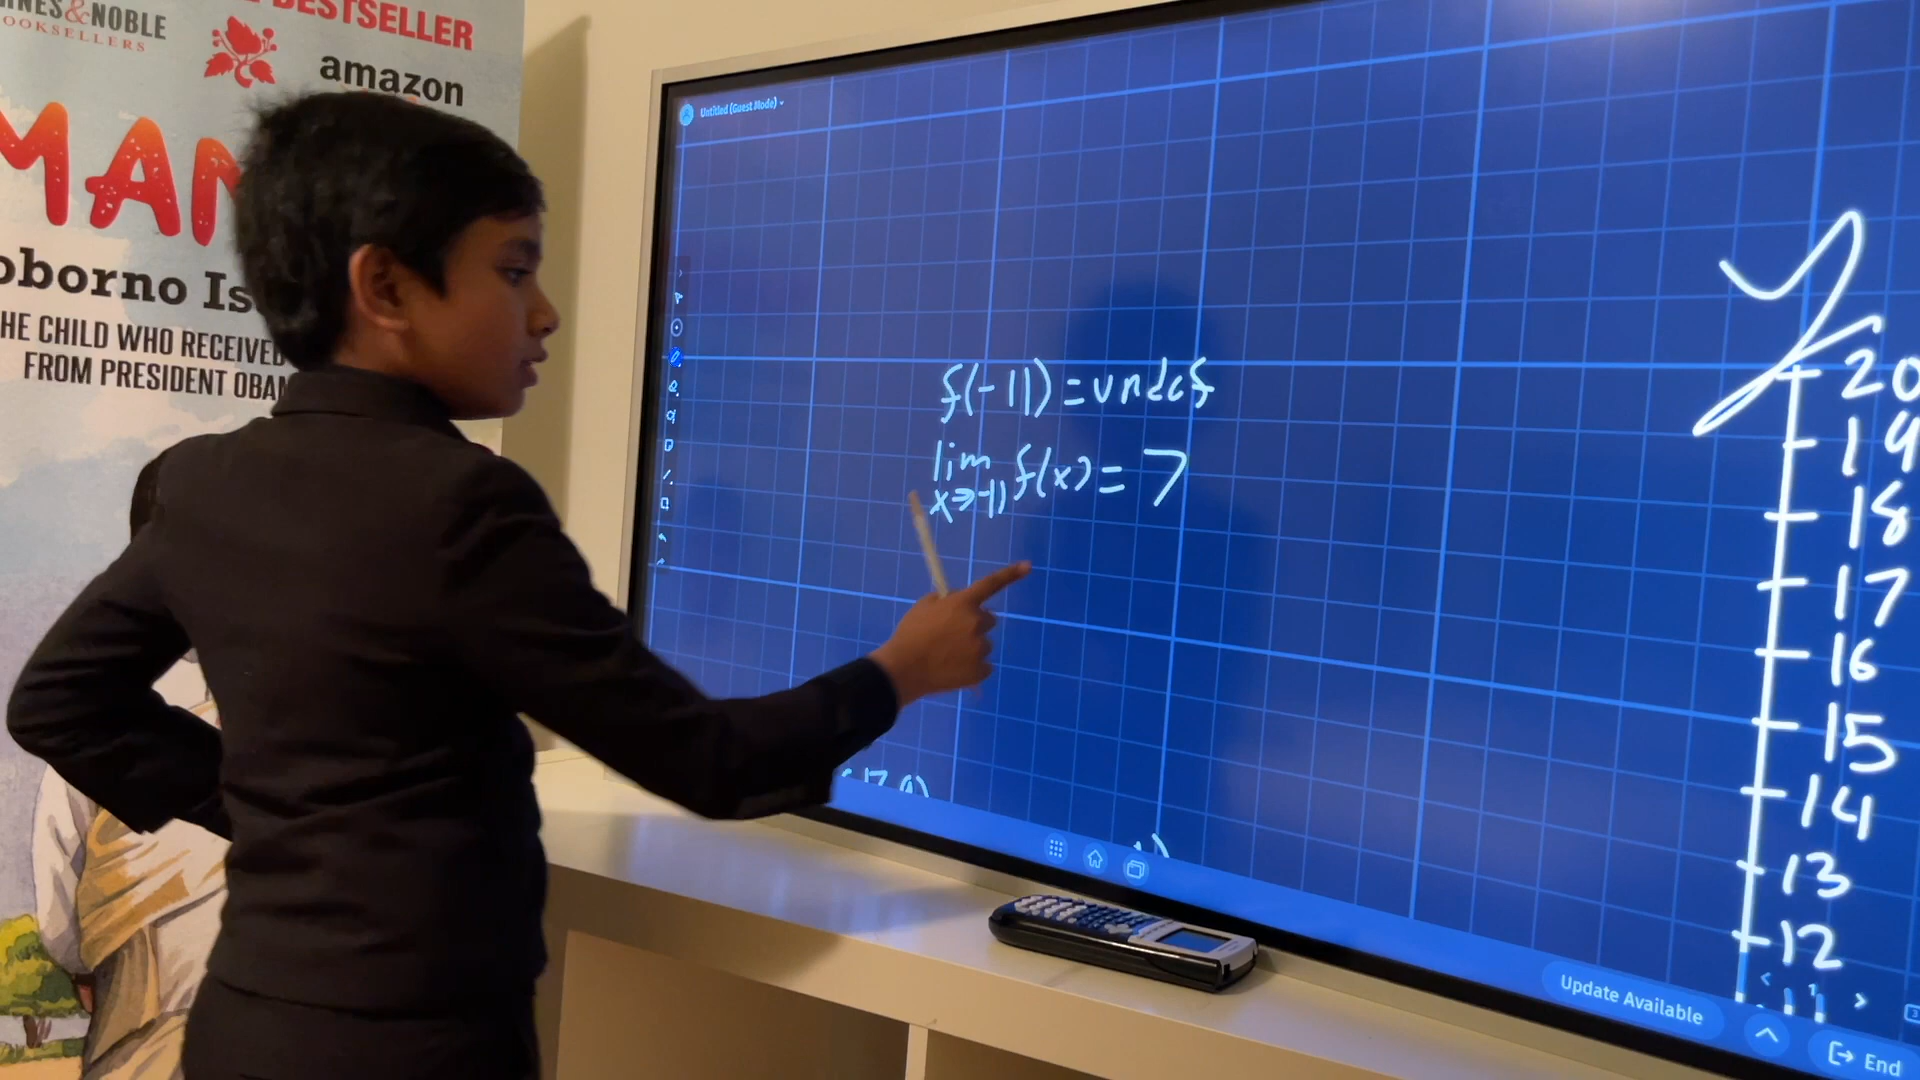 BESTSELLER
NES&NOBLE
OOKSELLERS
amazon
MAN
oborno Is
HE CHILD WHO RECEIVED
FROM PRESIDENT OBAM
Untitled (Guest Mode)
f(-11) = undef
lim f(x) = 7
x→-11
20
19
18
17
16
15
14
13
12
11
Update Available
End